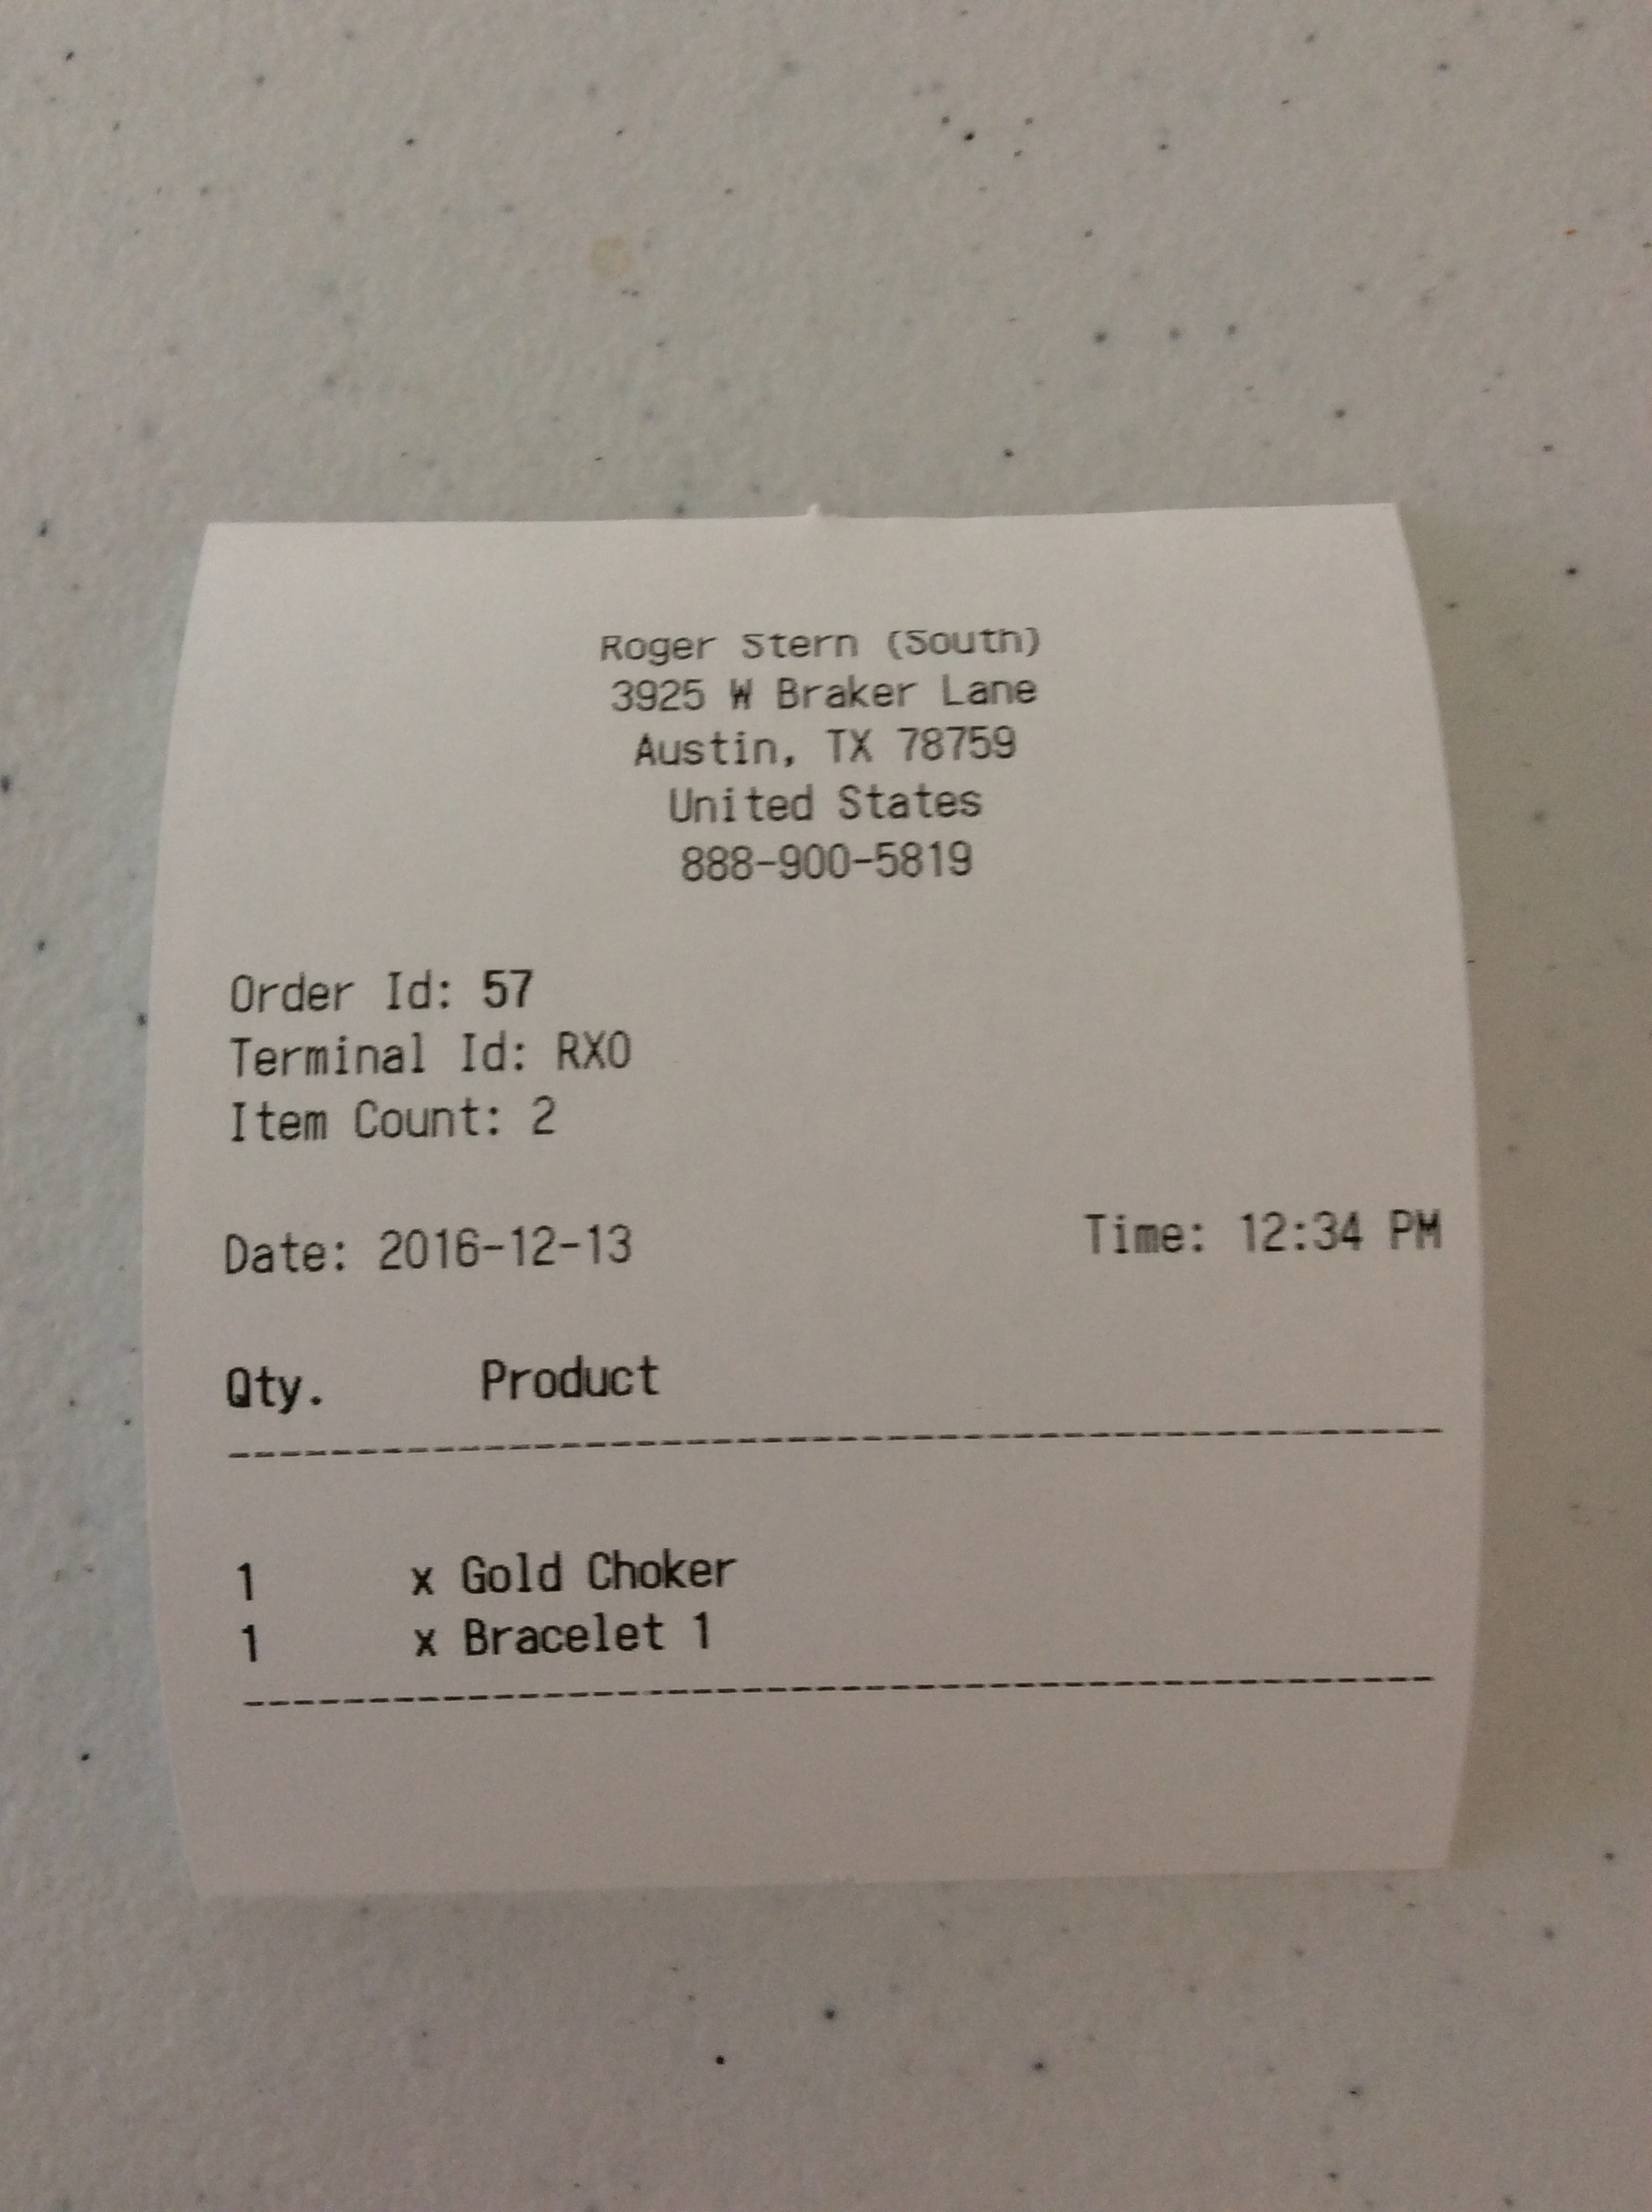 Roger Stern (South)
3925 W Braker Lane
Austin, TX 78759
United States
888-900-5819
Order Id: 57
Terminal Id: RXO
Item Count: 2
Date: 2016-12-13 Time: 12:34 PM
Qty. Product
1 x Gold Choker
1 x Bracelet 1